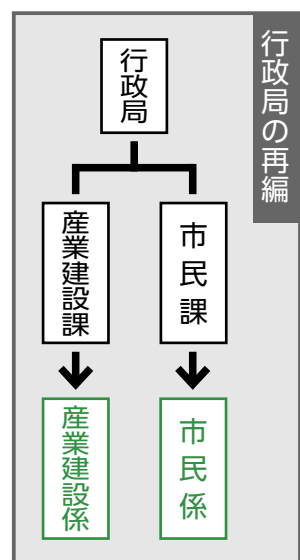 行政局の再編
行政局
市民課
産業建設課
市民係
産業建設係